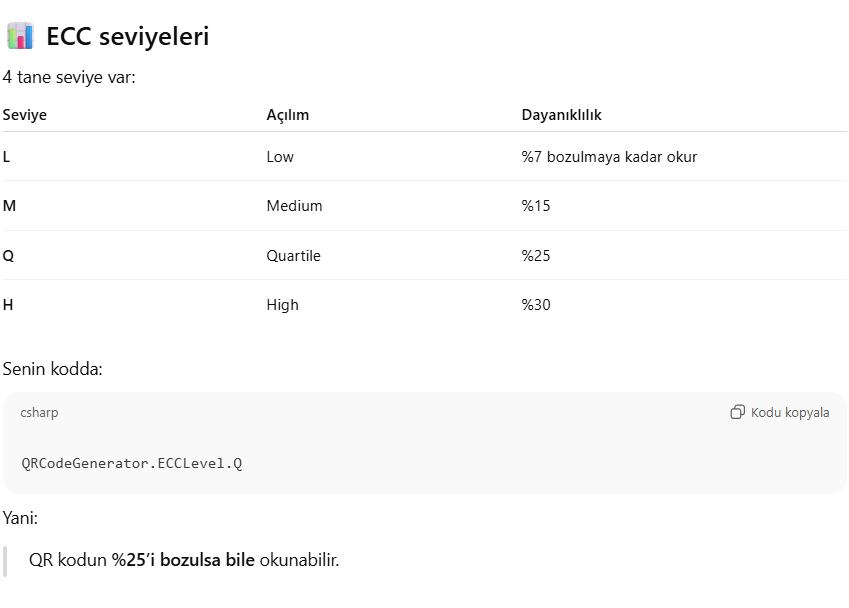 ECC seviyeleri
4 tane seviye var:
Seviye Açılım Dayanıklılık
L Low %7 bozulmaya kadar okur
M Medium %15
Q Quartile %25
H High %30
Senin kodda:
csharp Kodu kopyala
QRCodeGenerator.ECCLevel.Q
Yani:
QR kodun %25’i bozulsa bile okunabilir.